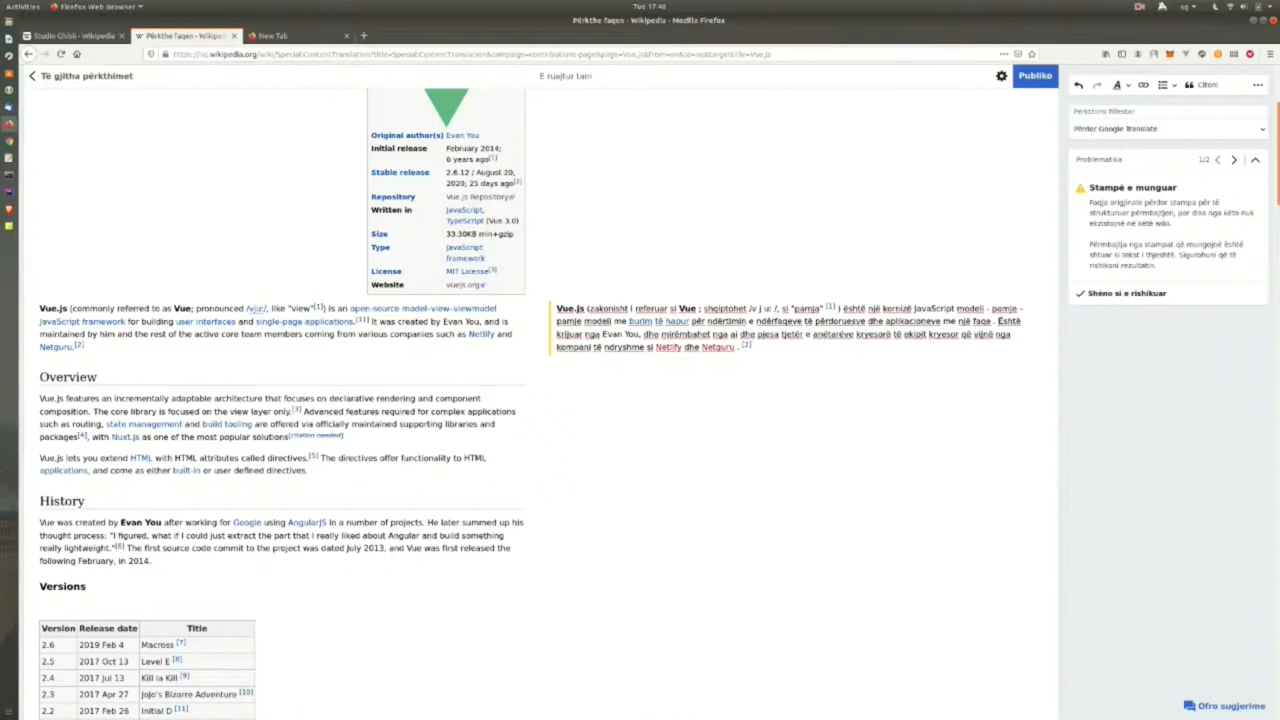 Activities
Firefox Web Browser
Tue 17:46
sq
Përkthe faqen - Wikipedia - Mozilla Firefox
Studio Ghibli - Wikipedia
Përkthe faqen - Wikiped
New Tab
Të gjitha përkthimet
E ruajtur tani
Publiko
Original author(s) Evan You
Initial release February 2014;
6 years ago[1]
Stable release 2.6.12 / August 20,
2020; 25 days ago[2]
Repository Vue.js Repository
Written in JavaScript,
TypeScript (Vue 3.0)
Size 33.30KB min+gzip
Type JavaScript
framework
License MIT License[3]
Website vuejs.org
Vue.js (commonly referred to as Vue; pronounced /vjuː/, like "view"[1]) is an open-source model–view–viewmodel
JavaScript framework for building user interfaces and single-page applications.[11] It was created by Evan You, and is
maintained by him and the rest of the active core team members coming from various companies such as Netlify and
Netguru.[2]
Overview
Vue.js features an incrementally adaptable architecture that focuses on declarative rendering and component
composition. The core library is focused on the view layer only.[3] Advanced features required for complex applications
such as routing, state management and build tooling are offered via officially maintained supporting libraries and
packages[4], with Nuxt.js as one of the most popular solutions[citation needed]
Vue.js lets you extend HTML with HTML attributes called directives.[5] The directives offer functionality to HTML
applications, and come as either built-in or user defined directives.
History
Vue was created by Evan You after working for Google using AngularJS in a number of projects. He later summed up his
thought process: "I figured, what if I could just extract the part that I really liked about Angular and build something
really lightweight."[6] The first source code commit to the project was dated July 2013, and Vue was first released the
following February, in 2014.
Versions
Version Release date Title
2.6 2019 Feb 4 Macross [7]
2.5 2017 Oct 13 Level E [8]
2.4 2017 Jul 13 Kill la Kill [9]
2.3 2017 Apr 27 JoJo's Bizarre Adventure [10]
2.2 2017 Feb 26 Initial D [11]
Vue.js (zakonisht i referuar si Vue ; shqiptohet /v j uː /, si "pamja" [1] ) është një kornizë JavaScript modeli - pamje -
pamje modeli me burim të hapur për ndërtimin e ndërfaqeve të përdoruesve dhe aplikacioneve me një faqe . Është
krijuar nga Evan You, dhe mirëmbahet nga ai dhe pjesa tjetër e anëtarëve kryesorë të ekipit kryesor që vijnë nga
kompani të ndryshme si Netlify dhe Netguru . [2]
Citoni
Përkthimi fillestar
Përdor Google Translate
Problematika 1/2
Stampë e munguar
Faqja origjinale përdor stampa për të
strukturuar përmbajtjen, por disa nga këto nuk
ekzistojnë në këtë wiki.
Përmbajtja nga stampat që mungojnë është
shtuar si tekst i thjeshtë. Sigurohuni që të
rishikoni rezultatin.
Shëno si e rishikuar
Ofro sugjerime